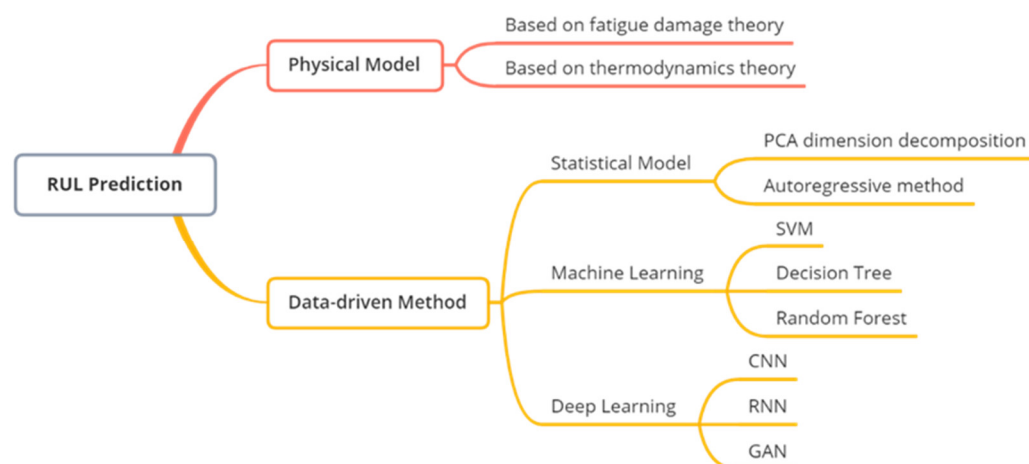 RUL Prediction
Physical Model
Based on fatigue damage theory
Based on thermodynamics theory
Data-driven Method
Statistical Model
PCA dimension decomposition
Autoregressive method
Machine Learning
SVM
Decision Tree
Random Forest
Deep Learning
CNN
RNN
GAN